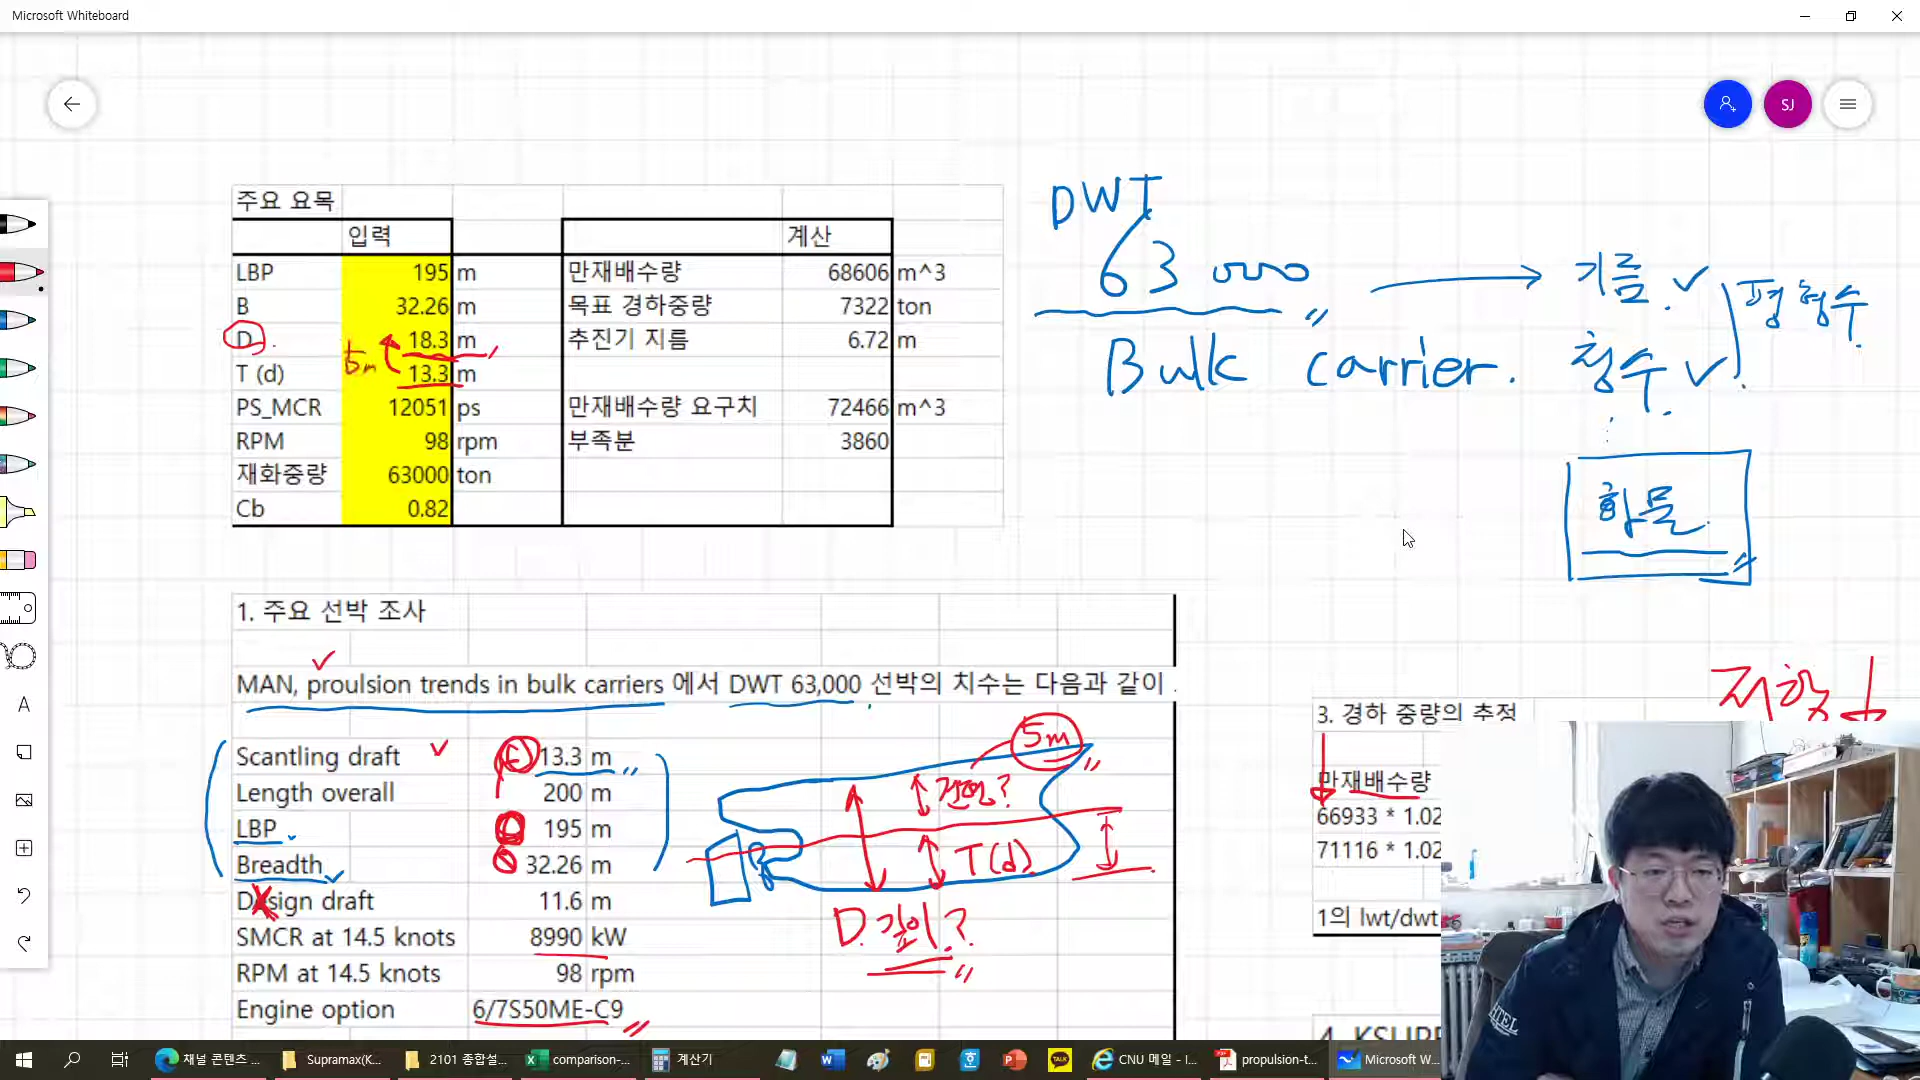 Microsoft Whiteboard
SJ
주요 요목
입력
계산
LBP 195 m 만재배수량 68606 m^3
B 32.26 m 목표 경하중량 7322 ton
D 18.3 m 추진기 지름 6.72 m
5m
T (d) 13.3 m
PS_MCR 12051 ps 만재배수량 요구치 72466 m^3
RPM 98 rpm 부족분 3860
재화중량 63000 ton
Cb 0.82
DWT
63 000
Bulk carrier.
기름 평형수
청수
화물
1. 주요 선박 조사
MAN, proulsion trends in bulk carriers 에서 DWT 63,000 선박의 치수는 다음과 같이
Scantling draft 13.3 m
Length overall 200 m
LBP 195 m
Breadth 32.26 m
Design draft 11.6 m
SMCR at 14.5 knots 8990 kW
RPM at 14.5 knots 98 rpm
Engine option 6/7S50ME-C9
5m
건현?
T(d)
D. 깊이.?
저항
3. 경하 중량의 추정
만재배수량
66933 * 1.02
71116 * 1.02
1의 lwt/dwt
4. KSUPR
A
채널 콘텐츠 ...
Supramax(K...
2101 종합설...
comparison-...
계산기
CNU 메일 - I...
propulsion-t...
Microsoft W...